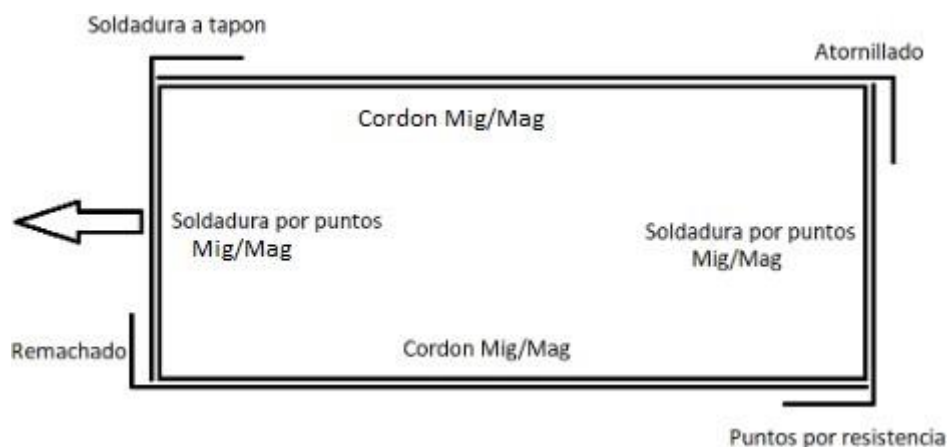 Soldadura a tapon
Atornillado
Cordon Mig/Mag
Soldadura por puntos
Mig/Mag
Soldadura por puntos
Mig/Mag
Remachado
Cordon Mig/Mag
Puntos por resistencia